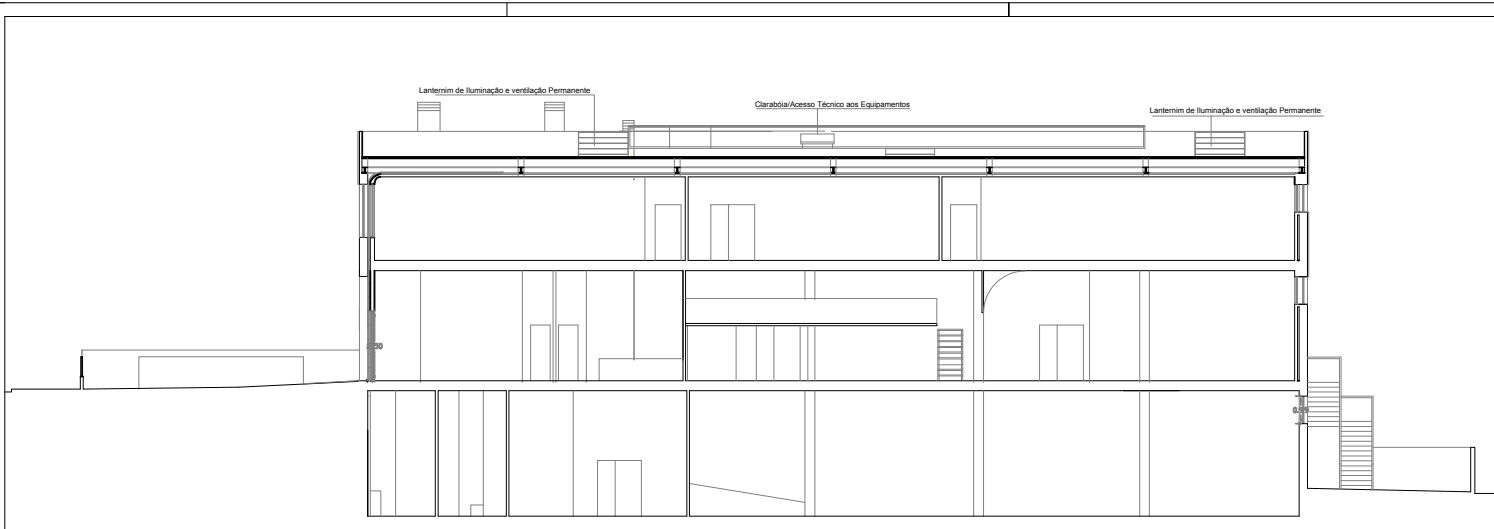 Lanternim de Iluminação e ventilação Permanente
Clarabóia/Acesso Técnico aos Equipamentos
Lanternim de Iluminação e ventilação Permanente